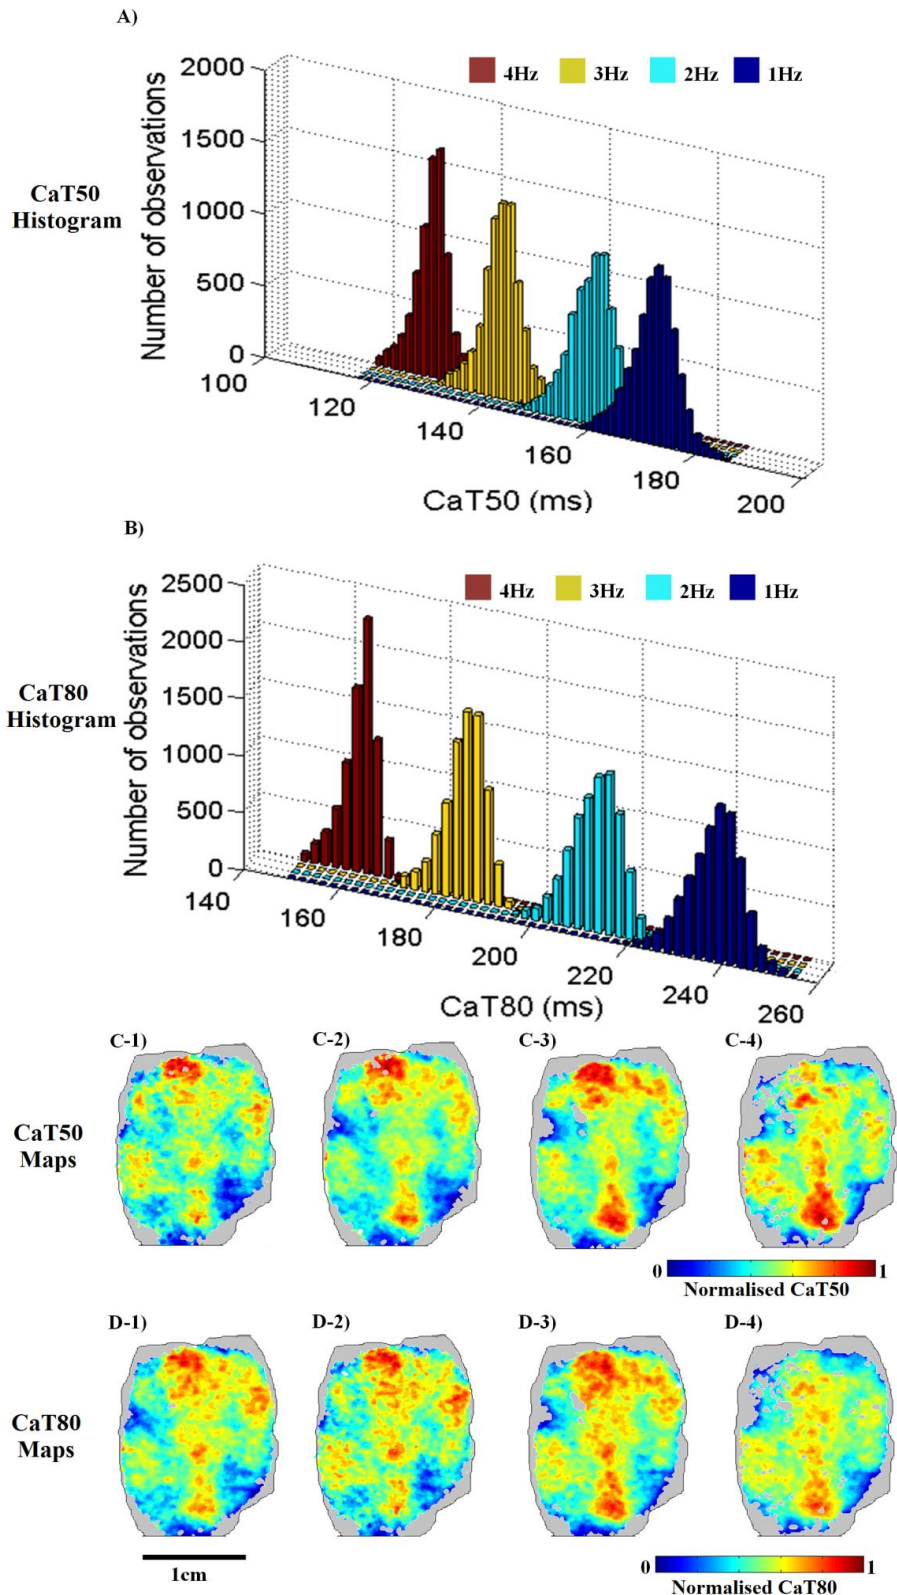 A)
2000
1500
1000
500
0
Number of observations
4Hz 3Hz 2Hz 1Hz
CaT50
Histogram
100 120 140 160 180 200
CaT50 (ms)
B)
2500
2000
1500
1000
500
0
Number of observations
4Hz 3Hz 2Hz 1Hz
CaT80
Histogram
140 160 180 200 220 240 260
CaT80 (ms)
C-1) C-2) C-3) C-4)
CaT50
Maps
0 1
Normalised CaT50
D-1) D-2) D-3) D-4)
CaT80
Maps
1cm
0 1
Normalised CaT80